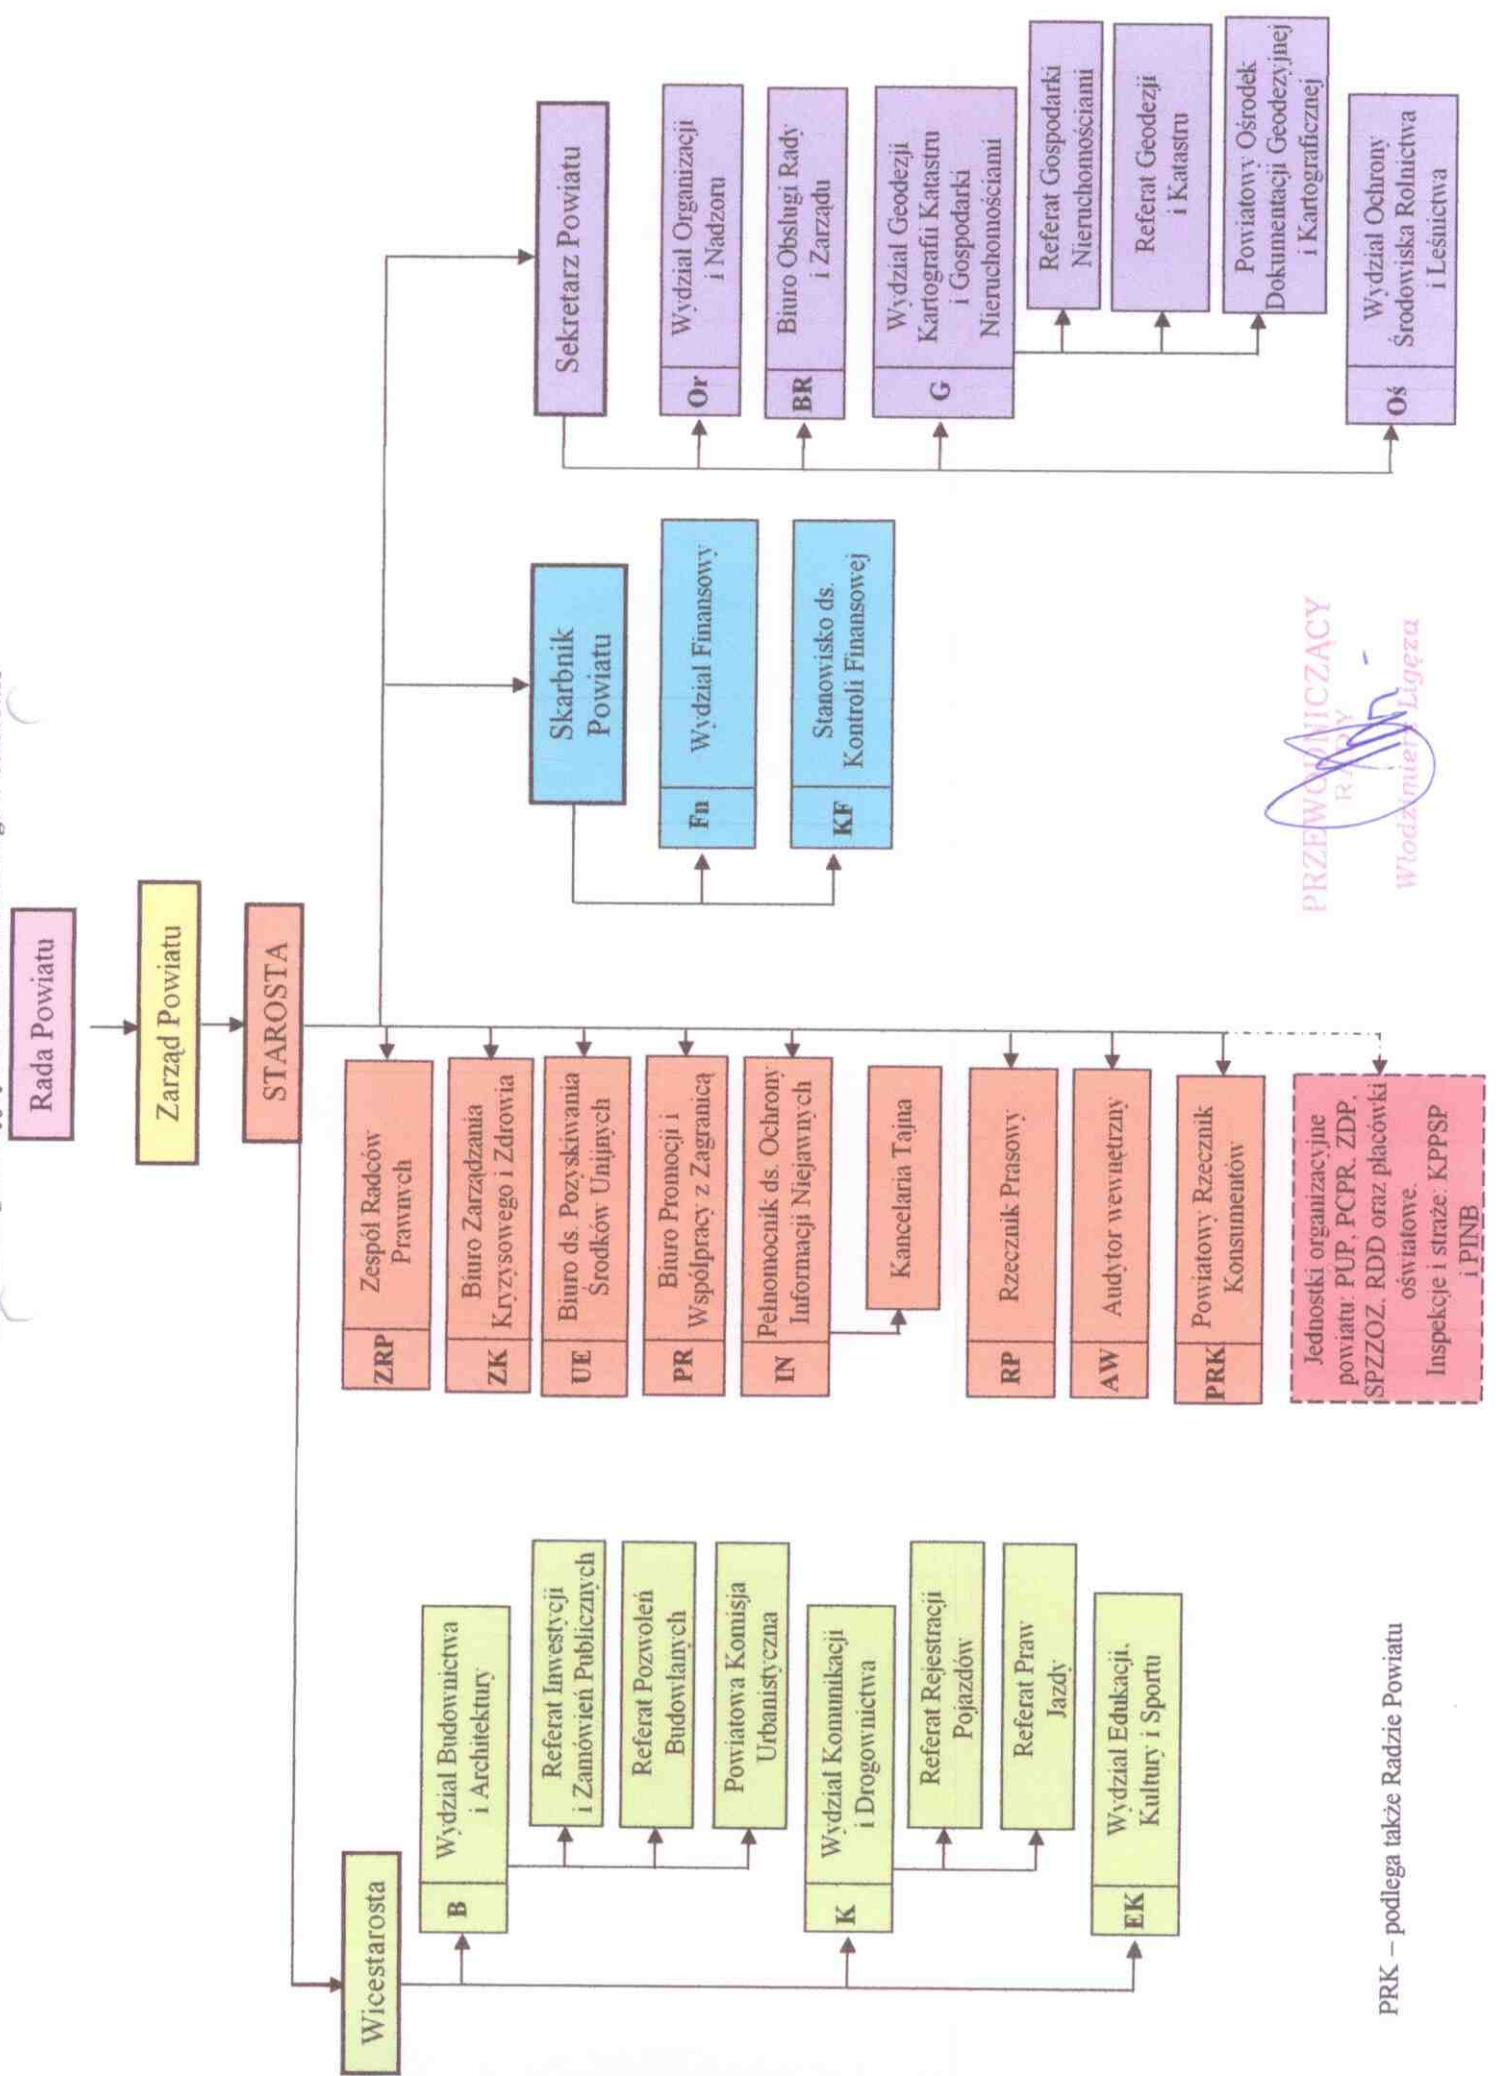 Rada Powiatu
Zarząd Powiatu
STAROSTA
Wicestarosta
B
Wydział Budownictwa
i Architektury
Referat Inwestycji
i Zamówień Publicznych
Referat Pozwoleń
Budowlanych
Powiatowa Komisja
Urbanistyczna
K
Wydział Komunikacji
i Drogownictwa
Referat Rejestracji
Pojazdów
Referat Praw
Jazdy
EK
Wydział Edukacji,
Kultury i Sportu
ZRP
Zespół Radców
Prawnych
ZK
Biuro Zarządzania
Kryzysowego i Zdrowia
UE
Biuro ds. Pozyskiwania
Środków Unijnych
PR
Biuro Promocji i
Współpracy z Zagranicą
IN
Pełnomocnik ds. Ochrony
Informacji Niejawnych
Kancelaria Tajna
RP
Rzecznik Prasowy
AW
Audytor wewnętrzny
PRK
Powiatowy Rzecznik
Konsumentów
Jednostki organizacyjne
powiatu: PUP, PCPR, ZDP,
SPZZOZ, RDD oraz placówki
oświatowe.
Inspekcje i straże: KPPSP
i PINB
Skarbnik
Powiatu
Fn
Wydział Finansowy
KF
Stanowisko ds.
Kontroli Finansowej
Sekretarz Powiatu
Or
Wydział Organizacji
i Nadzoru
BR
Biuro Obsługi Rady
i Zarządu
G
Wydział Geodezji
Kartografii Katastru
i Gospodarki
Nieruchomościami
Referat Gospodarki
Nieruchomościami
Referat Geodezji
i Katastru
Powiatowy Ośrodek
Dokumentacji Geodezyjnej
i Kartograficznej
Oś
Wydział Ochrony
Środowiska Rolnictwa
i Leśnictwa
PRZEWODNICZĄCY
RADY
Włodzimierz Ligęza
PRK – podlega także Radzie Powiatu